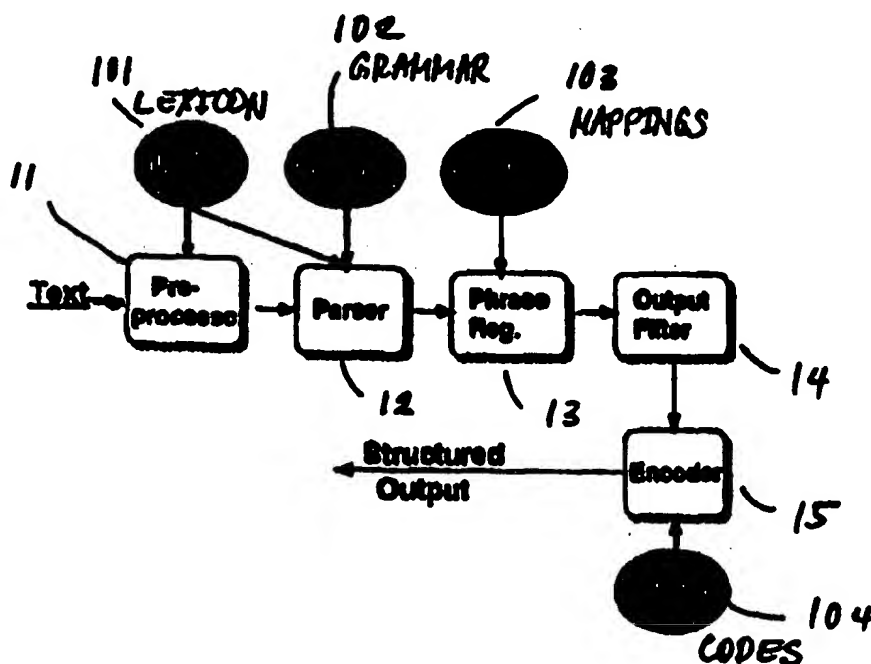 102
GRAMMAR
101
LEXICON
103
MAPPINGS
11
Text
Pre-
processo
Parser
Phrase
Reg.
Output
Filter
12
13
14
Structured
Output
Encoder
15
104
CODES